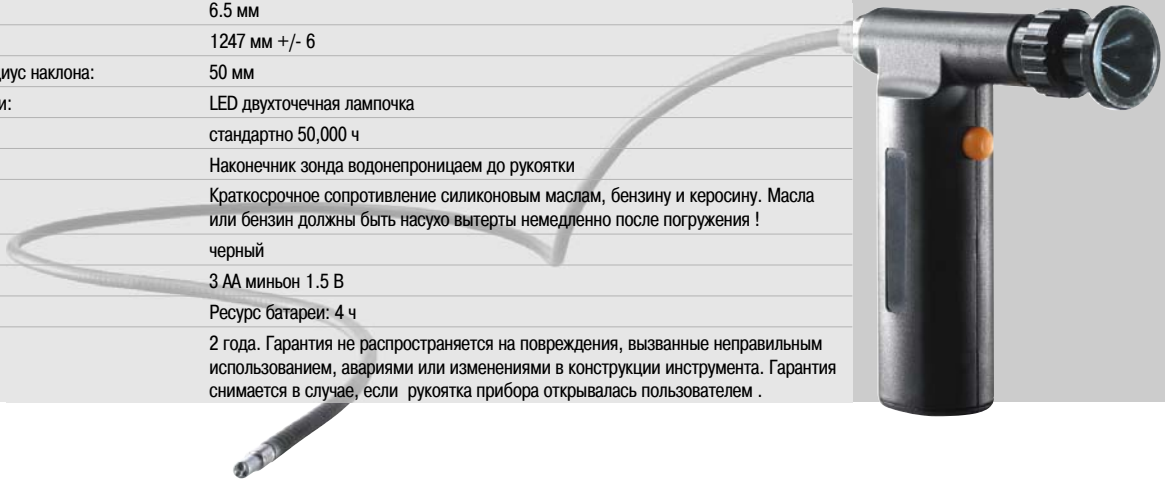 6.5 мм
1247 мм +/- 6
иус наклона: 50 мм
и: LED двухточечная лампочка
стандартно 50,000 ч
Наконечник зонда водонепроницаем до рукоятки
Краткосрочное сопротивление силиконовым маслам, бензину и керосину. Масла
или бензин должны быть насухо вытерты немедленно после погружения !
черный
3 АА миньон 1.5 В
Ресурс батареи: 4 ч
2 года. Гарантия не распространяется на повреждения, вызванные неправильным
использованием, авариями или изменениями в конструкции инструмента. Гарантия
снимается в случае, если рукоятка прибора открывалась пользователем .